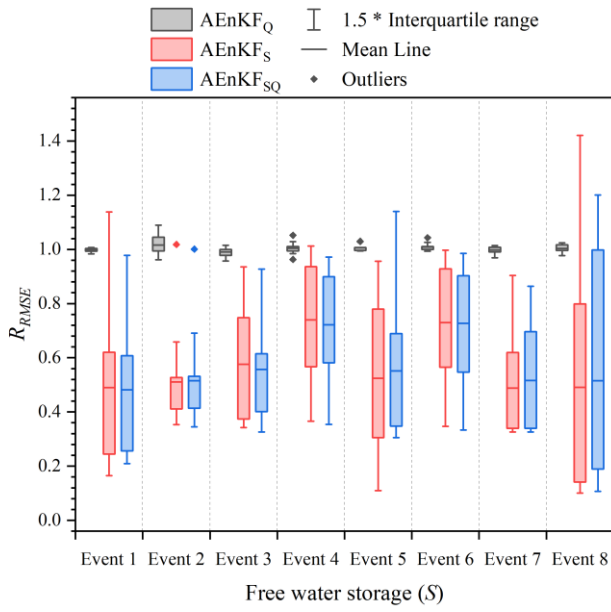 AEnKF_Q
1.5 * Interquartile range
AEnKF_S
Mean Line
AEnKF_SQ
Outliers
1.4
1.2
1.0
0.8
0.6
0.4
0.2
0.0
R_RMSE
Event 1 Event 2 Event 3 Event 4 Event 5 Event 6 Event 7 Event 8
Free water storage (S)